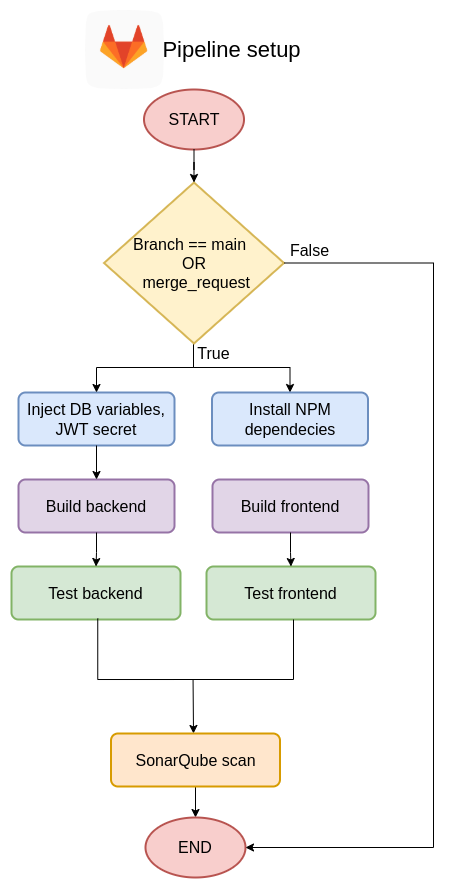 Pipeline setup
START
Branch == main
OR
merge_request
False
True
Inject DB variables,
JWT secret
Install NPM
dependecies
Build backend
Build frontend
Test backend
Test frontend
SonarQube scan
END